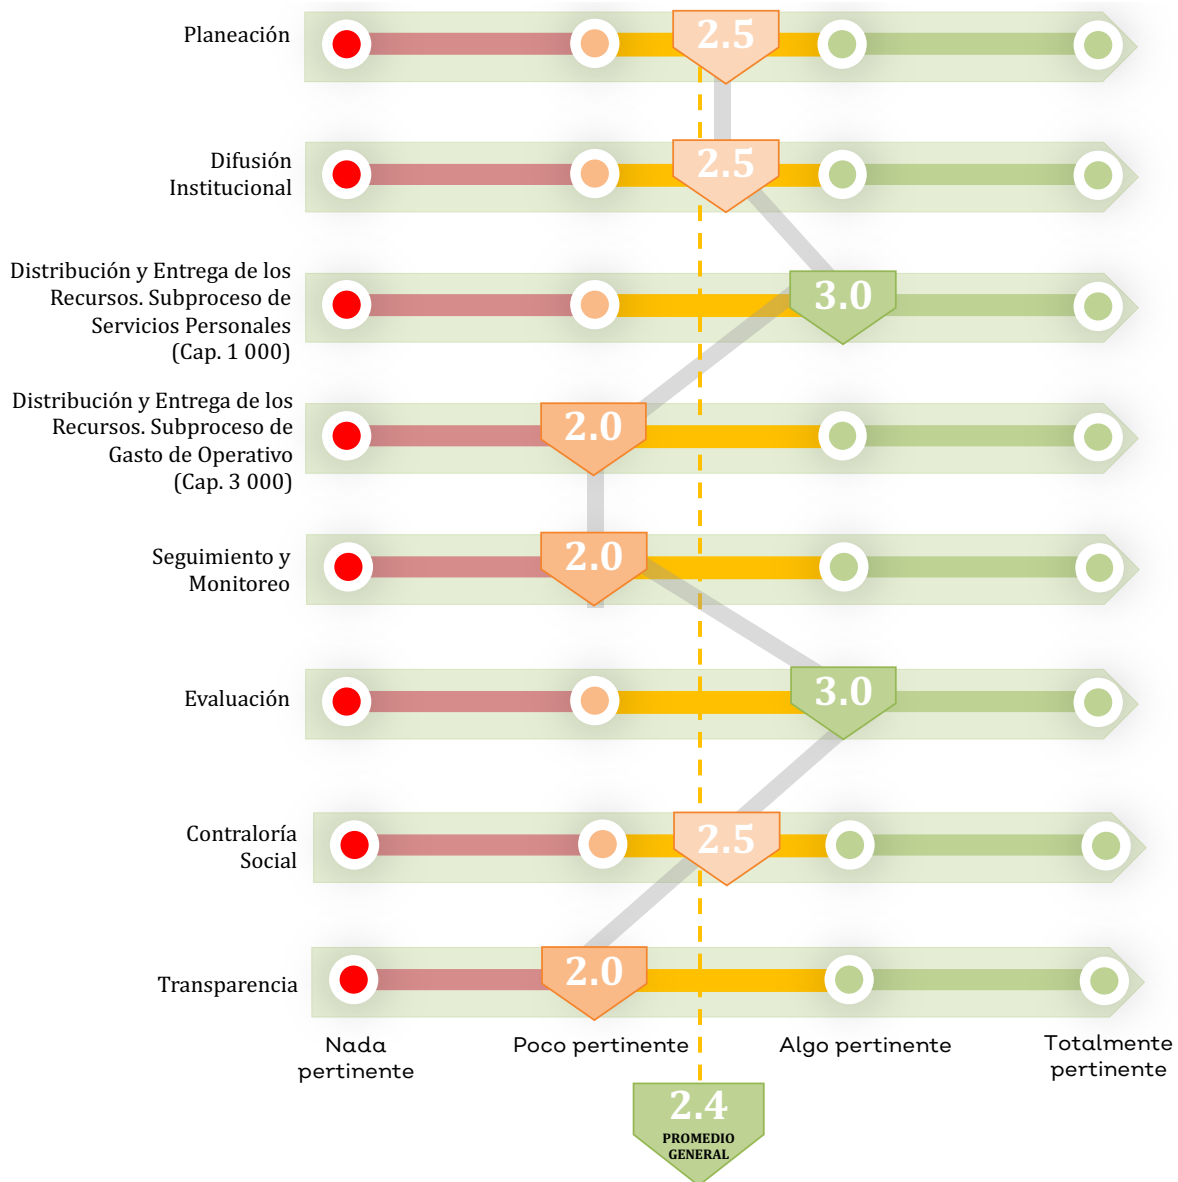 Planeación
2.5
Difusión
Institucional
2.5
Distribución y Entrega de los
Recursos. Subproceso de
Servicios Personales
(Cap. 1 000)
3.0
Distribución y Entrega de los
Recursos. Subproceso de
Gasto de Operativo
(Cap. 3 000)
2.0
Seguimiento y
Monitoreo
2.0
Evaluación
3.0
Contraloría
Social
2.5
Transparencia
2.0
Nada
pertinente
Poco pertinente
Algo pertinente
Totalmente
pertinente
2.4
PROMEDIO
GENERAL